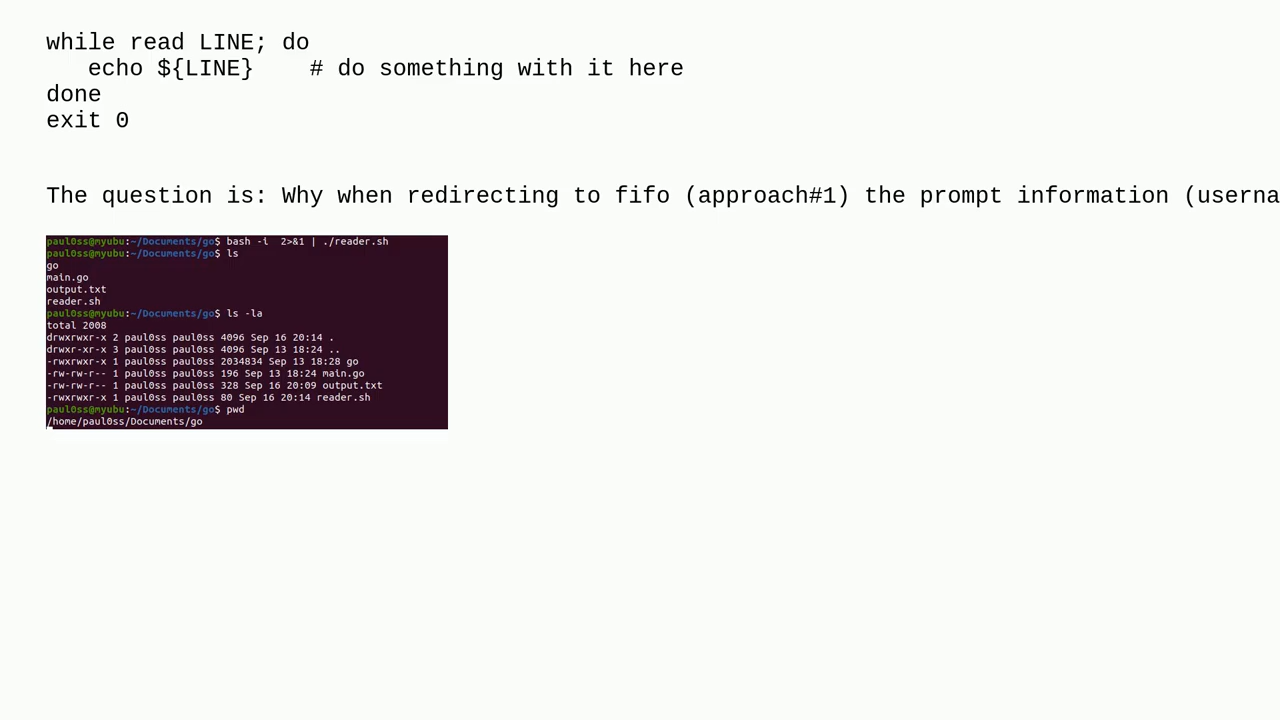 while read LINE; do
   echo ${LINE}    # do something with it here
done
exit 0
The question is: Why when redirecting to fifo (approach#1) the prompt information (userna
paul0ss@myubu:~/Documents/go$ bash -i  2>&1 | ./reader.sh
paul0ss@myubu:~/Documents/go$ ls
go
main.go
output.txt
reader.sh
paul0ss@myubu:~/Documents/go$ ls -la
total 2008
drwxrwxr-x 2 paul0ss paul0ss 4096 Sep 16 20:14 .
drwxr-xr-x 3 paul0ss paul0ss 4096 Sep 13 18:24 ..
-rwxrwxr-x 1 paul0ss paul0ss 2034834 Sep 13 18:28 go
-rw-rw-r-- 1 paul0ss paul0ss 196 Sep 13 18:24 main.go
-rw-rw-r-- 1 paul0ss paul0ss 328 Sep 16 20:09 output.txt
-rwxrwxr-x 1 paul0ss paul0ss 80 Sep 16 20:14 reader.sh
paul0ss@myubu:~/Documents/go$ pwd
/home/paul0ss/Documents/go